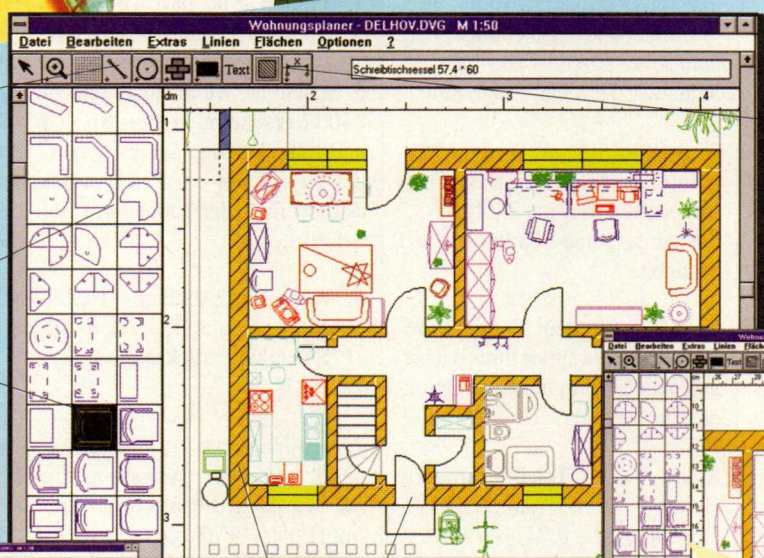 Wohnungsplaner - DELHOV.DVG M 1:50
Datei Bearbeiten Extras Linien Flächen Optionen ?
Text
x
Schreibtischsessel 57,4 * 60
dm
2
3
4
1
2
3
Datei Bearbeiten Extras Linien
Text